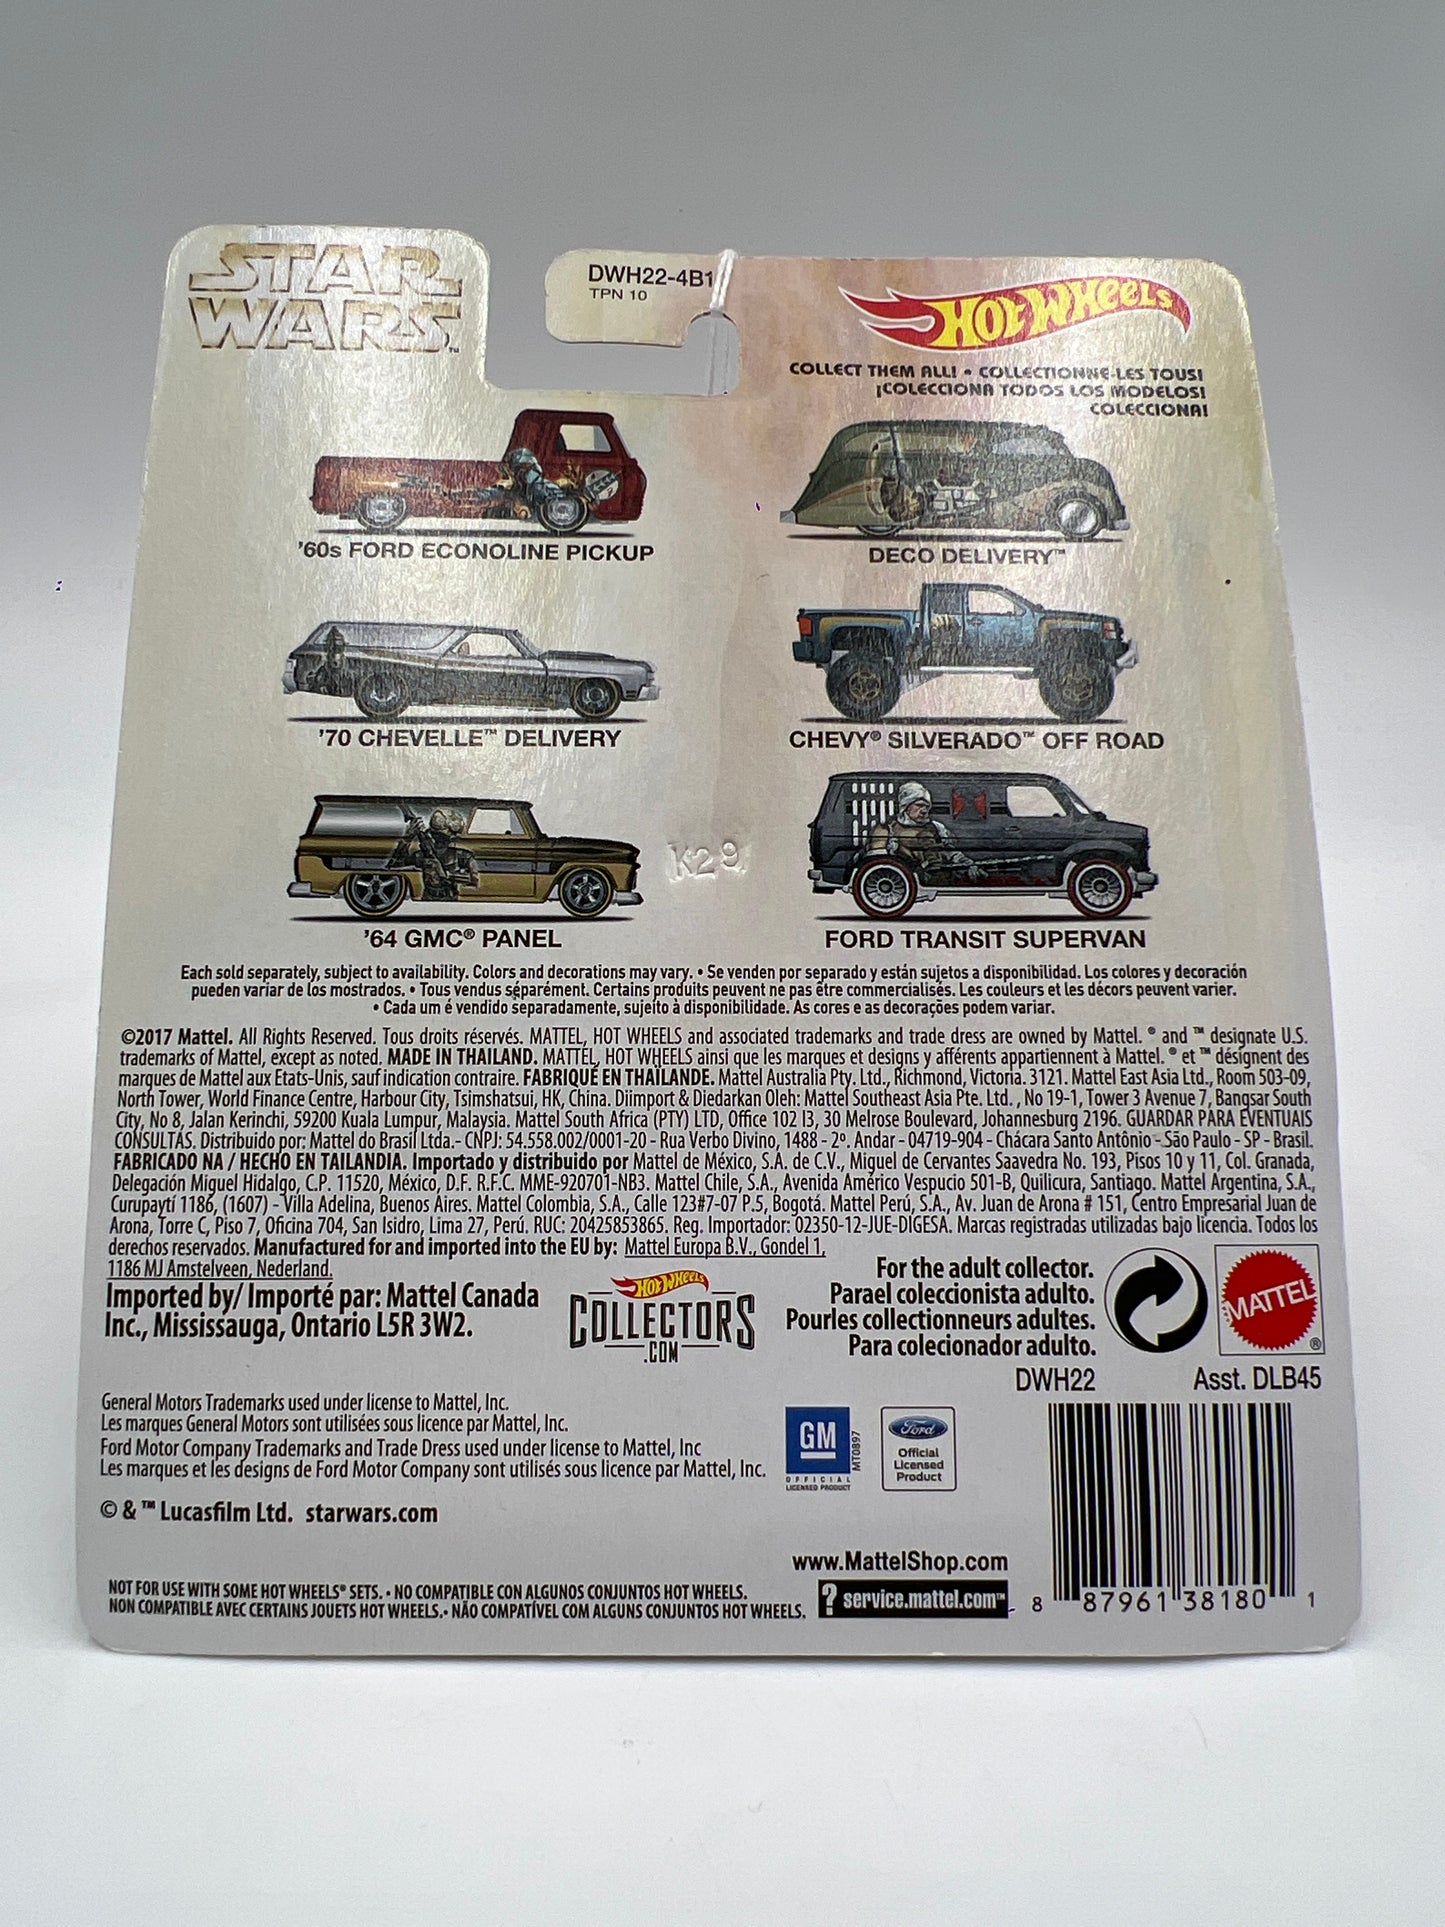 STAR
WARS™
DWH22-4B1
TPN 10
HOT WHEELS
COLLECT THEM ALL! • COLLECTIONNE-LES TOUS!
¡COLECCIONA TODOS LOS MODELOS!
COLECCIONA!
'60s FORD ECONOLINE PICKUP
DECO DELIVERY™
'70 CHEVELLE™ DELIVERY
CHEVY® SILVERADO™ OFF ROAD
K29
'64 GMC® PANEL
FORD TRANSIT SUPERVAN
Each sold separately, subject to availability. Colors and decorations may vary. • Se venden por separado y están sujetos a disponibilidad. Los colores y decoración
pueden variar de los mostrados. • Tous vendus séparément. Certains produits peuvent ne pas être commercialisés. Les couleurs et les décors peuvent varier.
• Cada um é vendido separadamente, sujeito à disponibilidade. As cores e as decorações podem variar.
©2017 Mattel. All Rights Reserved. Tous droits réservés. MATTEL, HOT WHEELS and associated trademarks and trade dress are owned by Mattel. ® and ™ designate U.S.
trademarks of Mattel, except as noted. MADE IN THAILAND. MATTEL, HOT WHEELS ainsi que les marques et designs y afférents appartiennent à Mattel. ® et ™ désignent des
marques de Mattel aux Etats-Unis, sauf indication contraire. FABRIQUÉ EN THAÏLANDE. Mattel Australia Pty. Ltd., Richmond, Victoria. 3121. Mattel East Asia Ltd., Room 503-09,
North Tower, World Finance Centre, Harbour City, Tsimshatsui, HK, China. Diimport & Diedarkan Oleh: Mattel Southeast Asia Pte. Ltd. , No 19-1, Tower 3 Avenue 7, Bangsar South
City, No 8, Jalan Kerinchi, 59200 Kuala Lumpur, Malaysia. Mattel South Africa (PTY) LTD, Office 102 I3, 30 Melrose Boulevard, Johannesburg 2196. GUARDAR PARA EVENTUAIS
CONSULTAS. Distribuido por: Mattel do Brasil Ltda.- CNPJ: 54.558.002/0001-20 - Rua Verbo Divino, 1488 - 2º. Andar - 04719-904 - Chácara Santo Antônio - São Paulo - SP - Brasil.
FABRICADO NA / HECHO EN TAILANDIA. Importado y distribuido por Mattel de México, S.A. de C.V., Miguel de Cervantes Saavedra No. 193, Pisos 10 y 11, Col. Granada,
Delegación Miguel Hidalgo, C.P. 11520, México, D.F. R.F.C. MME-920701-NB3. Mattel Chile, S.A., Avenida Américo Vespucio 501-B, Quilicura, Santiago. Mattel Argentina, S.A.,
Curupaytí 1186, (1607) - Villa Adelina, Buenos Aires. Mattel Colombia, S.A., Calle 123#7-07 P.5, Bogotá. Mattel Perú, S.A., Av. Juan de Arona # 151, Centro Empresarial Juan de
Arona, Torre C, Piso 7, Oficina 704, San Isidro, Lima 27, Perú. RUC: 20425853865. Reg. Importador: 02350-12-JUE-DIGESA. Marcas registradas utilizadas bajo licencia. Todos los
derechos reservados. Manufactured for and imported into the EU by: Mattel Europa B.V., Gondel 1,
1186 MJ Amstelveen, Nederland.
Imported by/ Importé par: Mattel Canada
Inc., Mississauga, Ontario L5R 3W2.
HOT WHEELS
COLLECTORS
.COM
For the adult collector.
Parael coleccionista adulto.
Pourles collectionneurs adultes.
Para colecionador adulto.
MATTEL
®
DWH22
Asst. DLB45
General Motors Trademarks used under license to Mattel, Inc.
Les marques General Motors sont utilisées sous licence par Mattel, Inc.
Ford Motor Company Trademarks and Trade Dress used under license to Mattel, Inc
Les marques et les designs de Ford Motor Company sont utilisés sous licence par Mattel, Inc.
GM
OFFICIAL
LICENSED PRODUCT
MT0897
Ford
Official
Licensed
Product
© & ™ Lucasfilm Ltd. starwars.com
www.MattelShop.com
NOT FOR USE WITH SOME HOT WHEELS® SETS. • NO COMPATIBLE CON ALGUNOS CONJUNTOS HOT WHEELS.
NON COMPATIBLE AVEC CERTAINS JOUETS HOT WHEELS.• NÃO COMPATÍVEL COM ALGUNS CONJUNTOS HOT WHEELS.
? service.mattel.com™
8 87961 38180 1